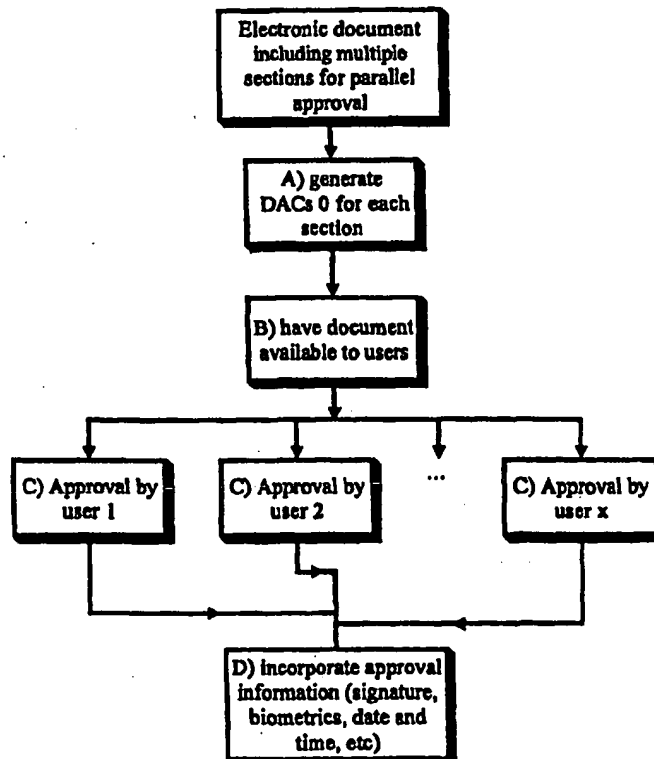 Electronic document
including multiple
sections for parallel
approval
A) generate
DACs 0 for each
section
B) have document
available to users
C) Approval by
user 1
C) Approval by
user 2
...
C) Approval by
user x
D) incorporate approval
information (signature,
biometrics, date and
time, etc)